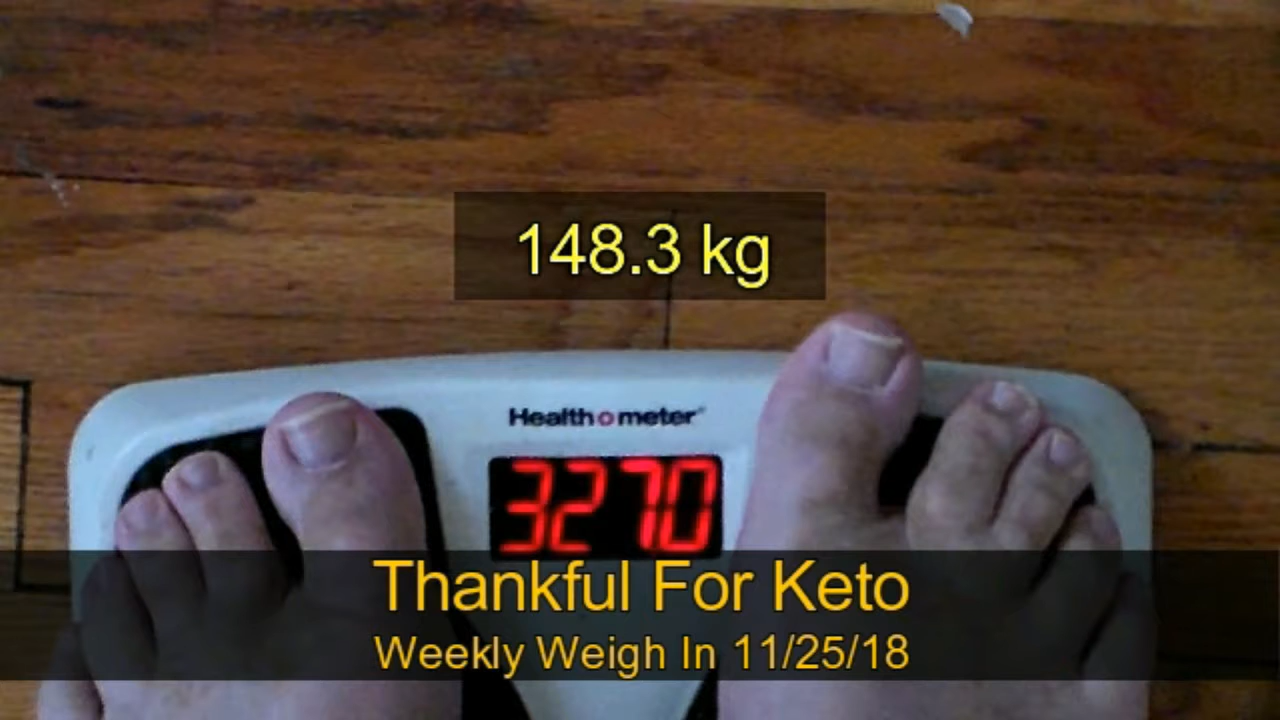 148.3 kg
Health o meter®
3270
Thankful For Keto
Weekly Weigh In 11/25/18